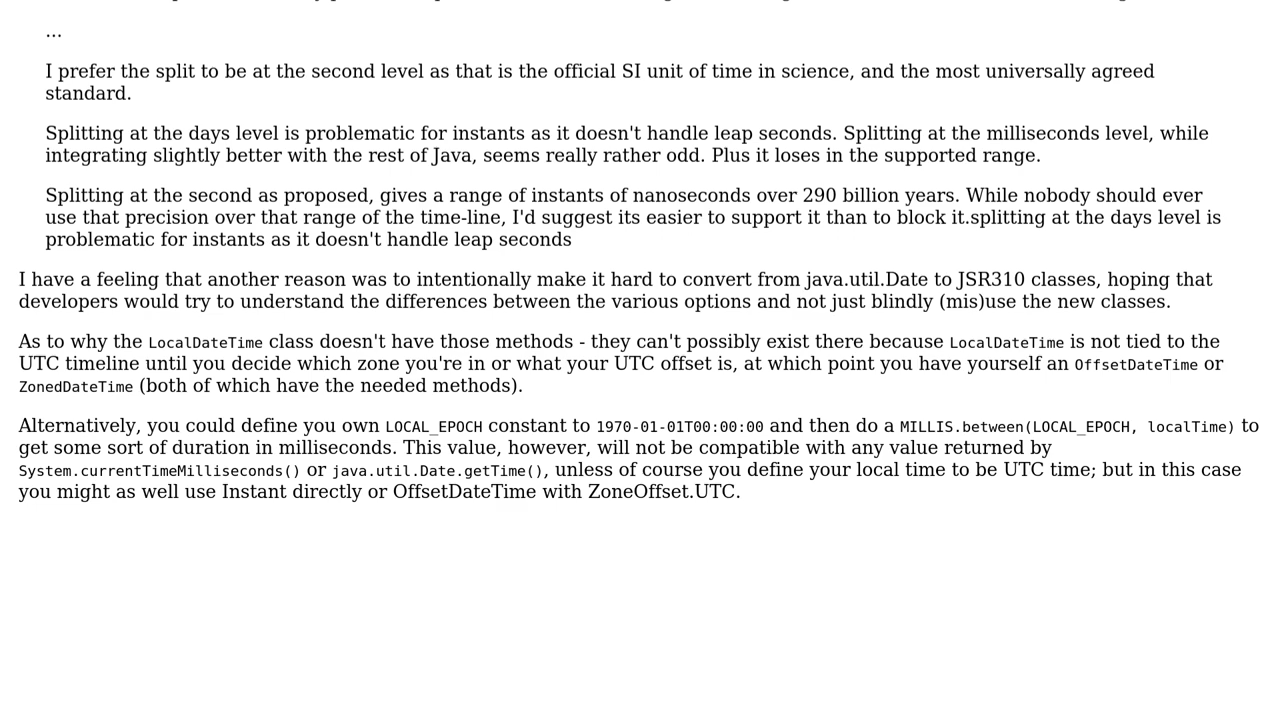 ...
I prefer the split to be at the second level as that is the official SI unit of time in science, and the most universally agreed
standard.
Splitting at the days level is problematic for instants as it doesn't handle leap seconds. Splitting at the milliseconds level, while
integrating slightly better with the rest of Java, seems really rather odd. Plus it loses in the supported range.
Splitting at the second as proposed, gives a range of instants of nanoseconds over 290 billion years. While nobody should ever
use that precision over that range of the time-line, I'd suggest its easier to support it than to block it.splitting at the days level is
problematic for instants as it doesn't handle leap seconds
I have a feeling that another reason was to intentionally make it hard to convert from java.util.Date to JSR310 classes, hoping that
developers would try to understand the differences between the various options and not just blindly (mis)use the new classes.
As to why the LocalDateTime class doesn't have those methods - they can't possibly exist there because LocalDateTime is not tied to the
UTC timeline until you decide which zone you're in or what your UTC offset is, at which point you have yourself an OffsetDateTime or
ZonedDateTime (both of which have the needed methods).
Alternatively, you could define you own LOCAL_EPOCH constant to 1970-01-01T00:00:00 and then do a MILLIS.between(LOCAL_EPOCH, localTime) to
get some sort of duration in milliseconds. This value, however, will not be compatible with any value returned by
System.currentTimeMilliseconds() or java.util.Date.getTime(), unless of course you define your local time to be UTC time; but in this case
you might as well use Instant directly or OffsetDateTime with ZoneOffset.UTC.